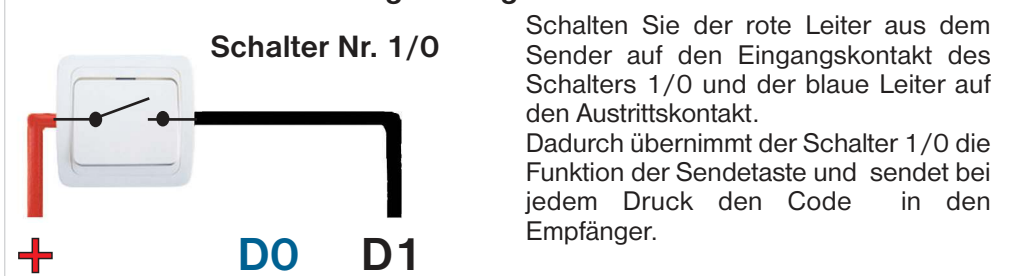 Schalter Nr. 1/0
Schalten Sie der rote Leiter aus dem
Sender auf den Eingangskontakt des
Schalters 1/0 und der blaue Leiter auf
den Austrittskontakt.
Dadurch übernimmt der Schalter 1/0 die
Funktion der Sendetaste und sendet bei
jedem Druck den Code in den
Empfänger.
+ D0 D1